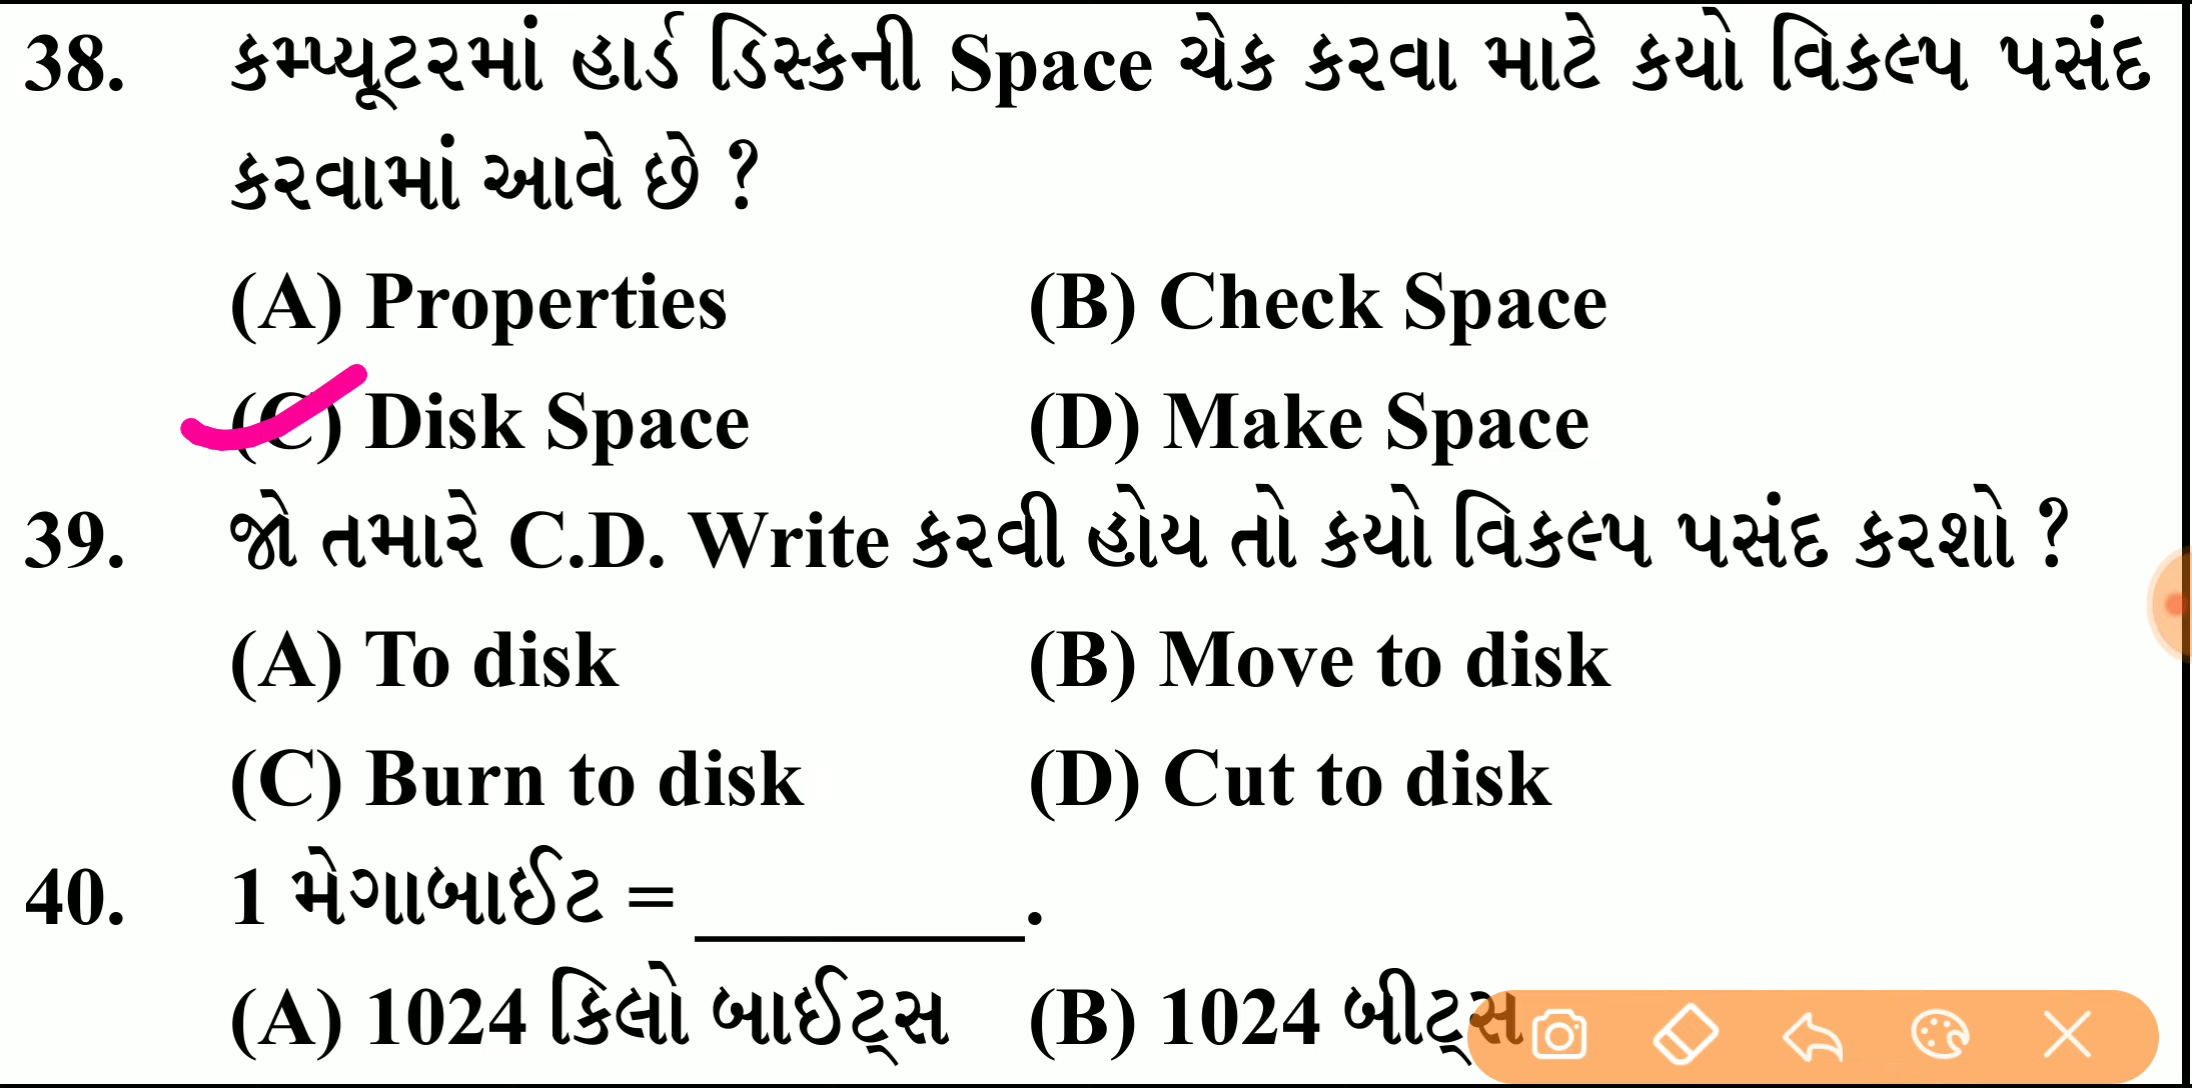 38. કમ્પ્યૂટરમાં હાર્ડ ડિસ્કની Space ચેક કરવા માટે કયો વિકલ્પ પસંદ
કરવામાં આવે છે ?
(A) Properties (B) Check Space
(C) Disk Space (D) Make Space
39. જો તમારે C.D. Write કરવી હોય તો કયો વિકલ્પ પસંદ કરશો ?
(A) To disk (B) Move to disk
(C) Burn to disk (D) Cut to disk
40. 1 મેગાબાઈટ = ________.
(A) 1024 કિલો બાઈટ્સ (B) 1024 બીટ્સ